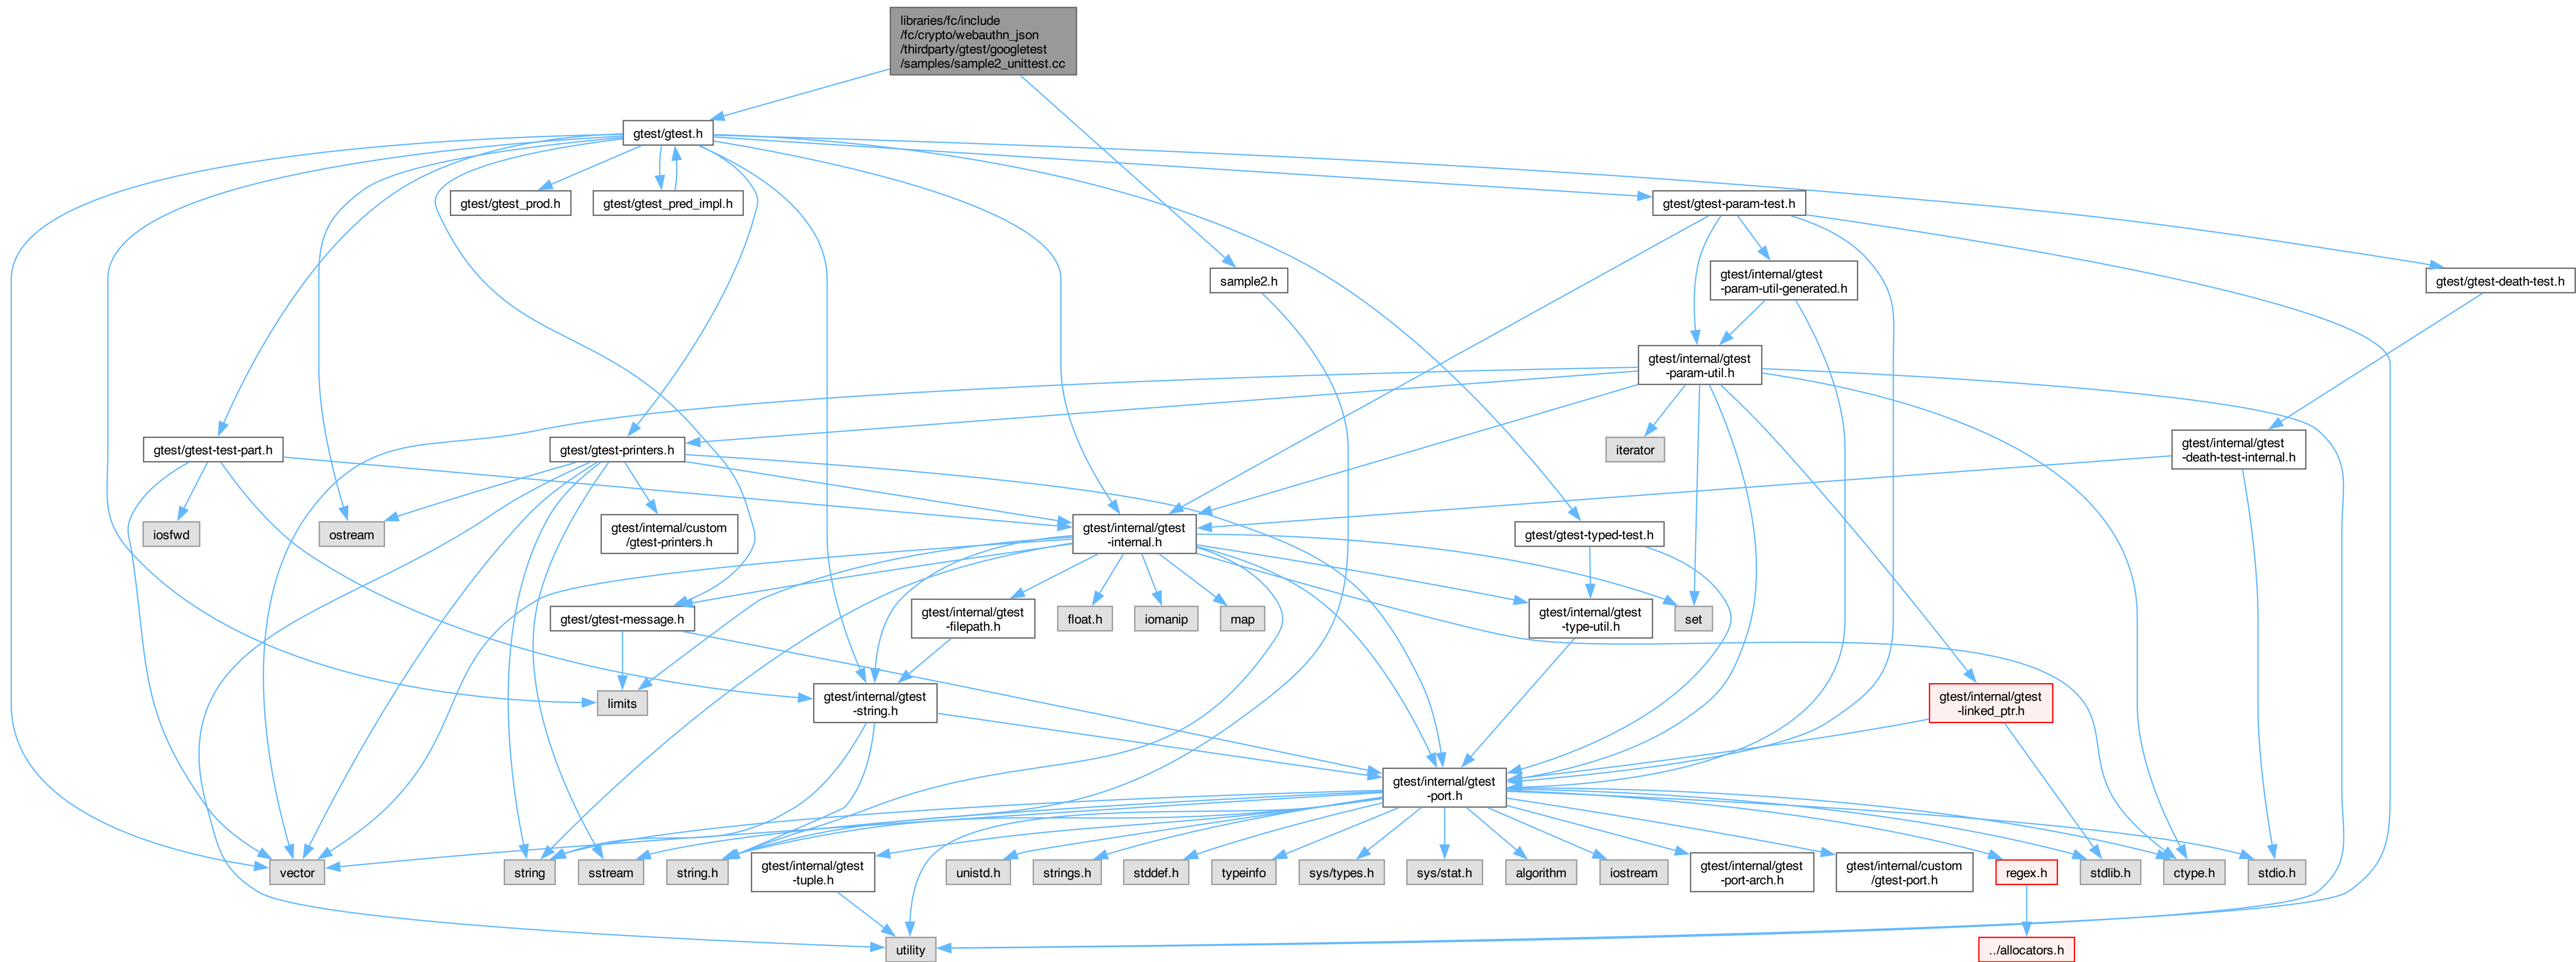 libraries/fc/include
/fc/crypto/webauthn_json
/thirdparty/gtest/googletest
/samples/sample2_unittest.cc
gtest/gtest.h
gtest/gtest_prod.h
gtest/gtest_pred_impl.h
gtest/gtest-param-test.h
sample2.h
gtest/internal/gtest
-param-util-generated.h
gtest/gtest-death-test.h
gtest/internal/gtest
-param-util.h
gtest/gtest-test-part.h
gtest/gtest-printers.h
iterator
gtest/internal/gtest
-death-test-internal.h
iosfwd
ostream
gtest/internal/custom
/gtest-printers.h
gtest/internal/gtest
-internal.h
gtest/gtest-typed-test.h
gtest/gtest-message.h
gtest/internal/gtest
-filepath.h
float.h
iomanip
map
gtest/internal/gtest
-type-util.h
set
limits
gtest/internal/gtest
-string.h
gtest/internal/gtest
-linked_ptr.h
gtest/internal/gtest
-port.h
vector
string
sstream
string.h
gtest/internal/gtest
-tuple.h
unistd.h
strings.h
stddef.h
typeinfo
sys/types.h
sys/stat.h
algorithm
iostream
gtest/internal/gtest
-port-arch.h
gtest/internal/custom
/gtest-port.h
regex.h
stdlib.h
ctype.h
stdio.h
utility
../allocators.h